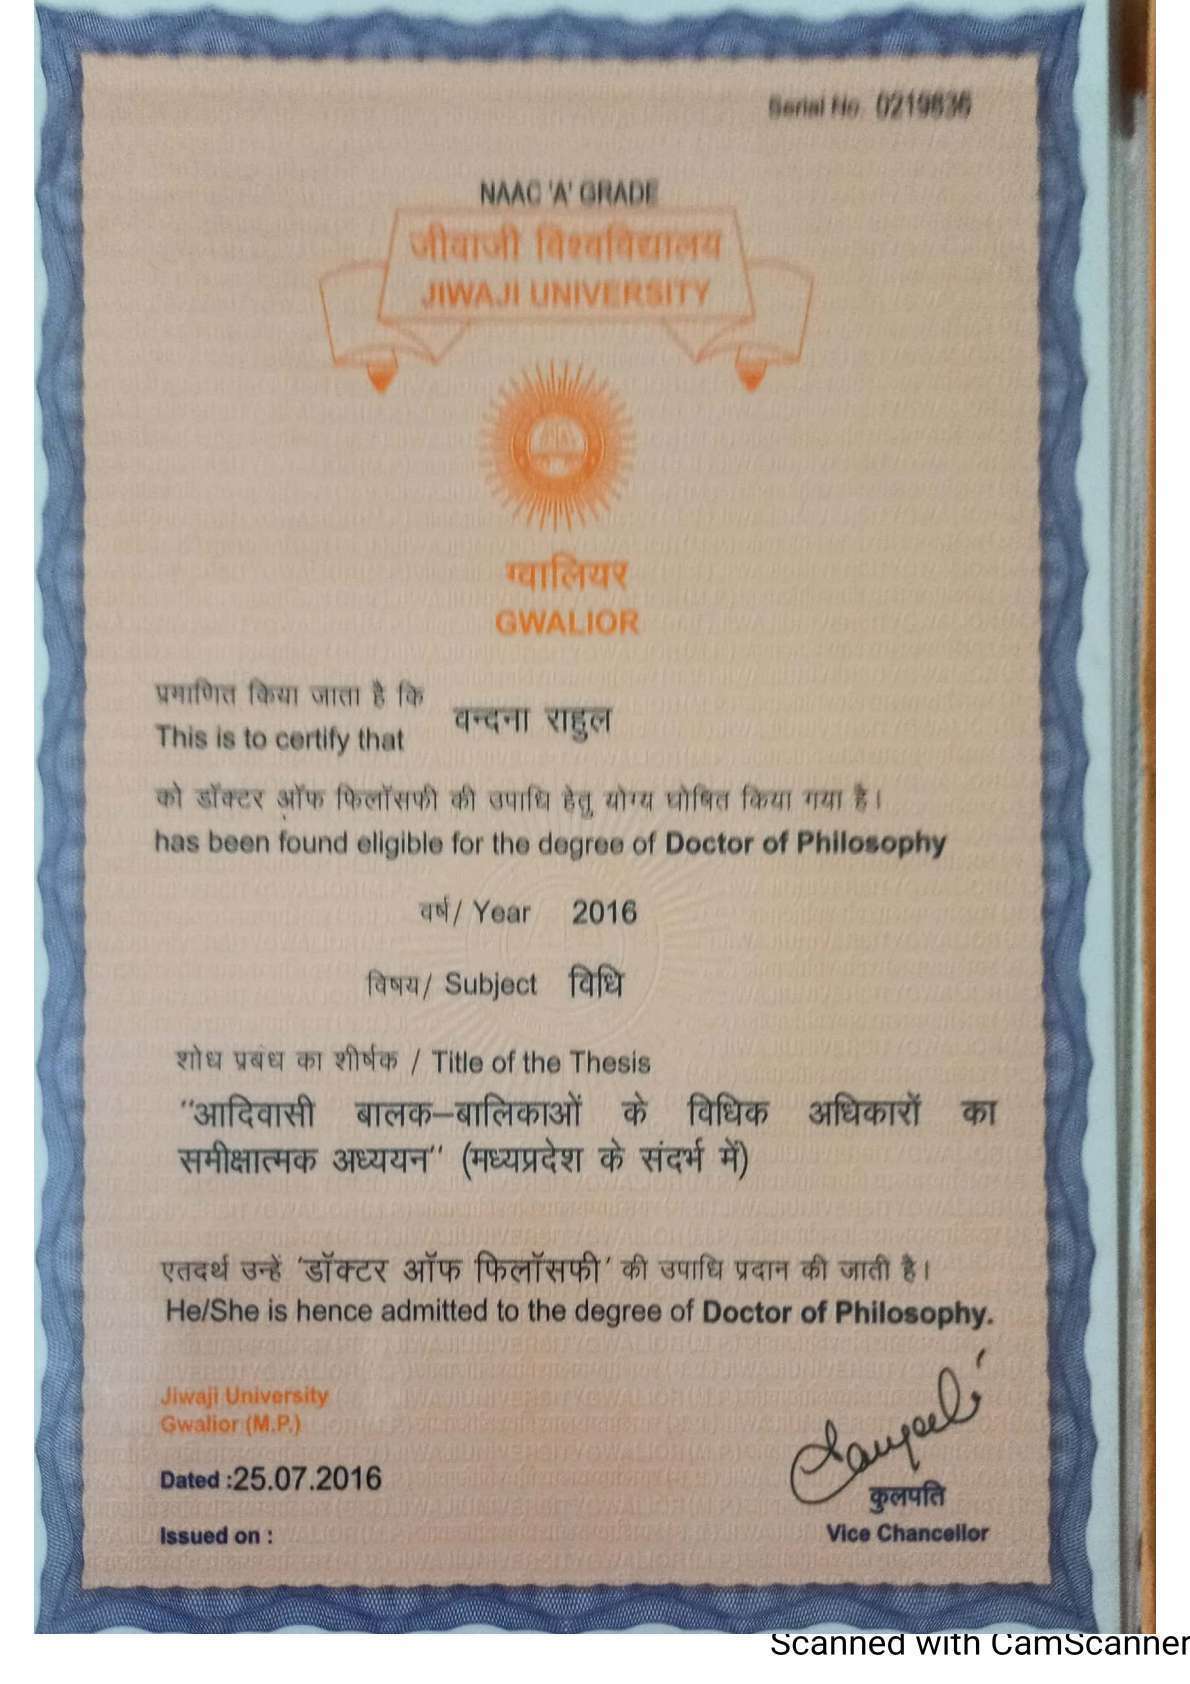 Serial No. 0219836
NAAC 'A' GRADE
जीवाजी विश्वविद्यालय
JIWAJI UNIVERSITY
ग्वालियर
GWALIOR
प्रमाणित किया जाता है कि
This is to certify that
वन्दना राहुल
को डॉक्टर ऑफ फिलॉसफी की उपाधि हेतु योग्य घोषित किया गया है।
has been found eligible for the degree of Doctor of Philosophy
वर्ष/ Year 2016
विषय/ Subject विधि
शोध प्रबंध का शीर्षक / Title of the Thesis
‘‘आदिवासी बालक–बालिकाओं के विधिक अधिकारों का
समीक्षात्मक अध्ययन’’ (मध्यप्रदेश के संदर्भ में)
एतदर्थ उन्हें ‘डॉक्टर ऑफ फिलॉसफी’ की उपाधि प्रदान की जाती है।
He/She is hence admitted to the degree of Doctor of Philosophy.
Jiwaji University
Gwalior (M.P.)
Dated :25.07.2016
कुलपति
Issued on :
Vice Chancellor
Scanned with CamScanner